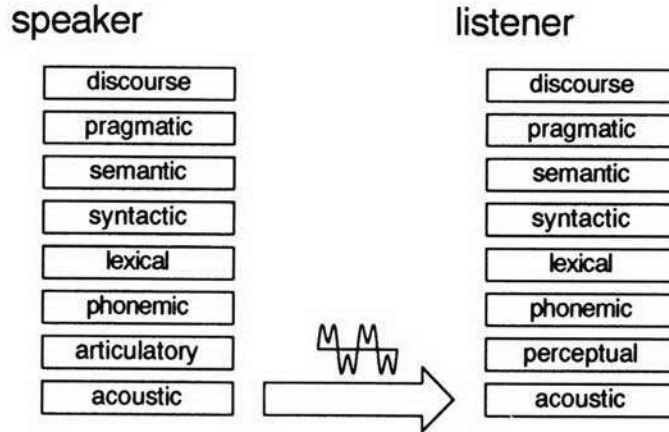 speaker
discourse
pragmatic
semantic
syntactic
lexical
phonemic
articulatory
acoustic
listener
discourse
pragmatic
semantic
syntactic
lexical
phonemic
perceptual
acoustic